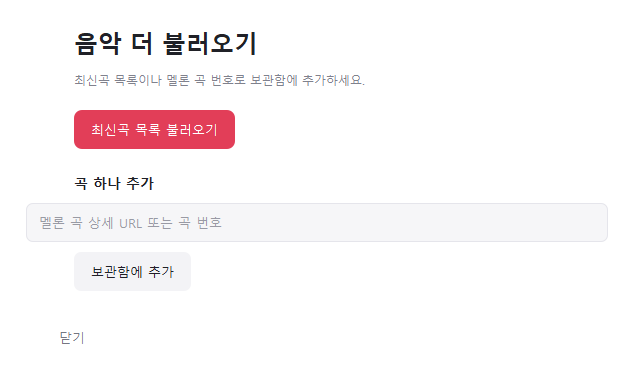 음악 더 불러오기
최신곡 목록이나 멜론 곡 번호로 보관함에 추가하세요.
최신곡 목록 불러오기
곡 하나 추가
멜론 곡 상세 URL 또는 곡 번호
보관함에 추가
닫기